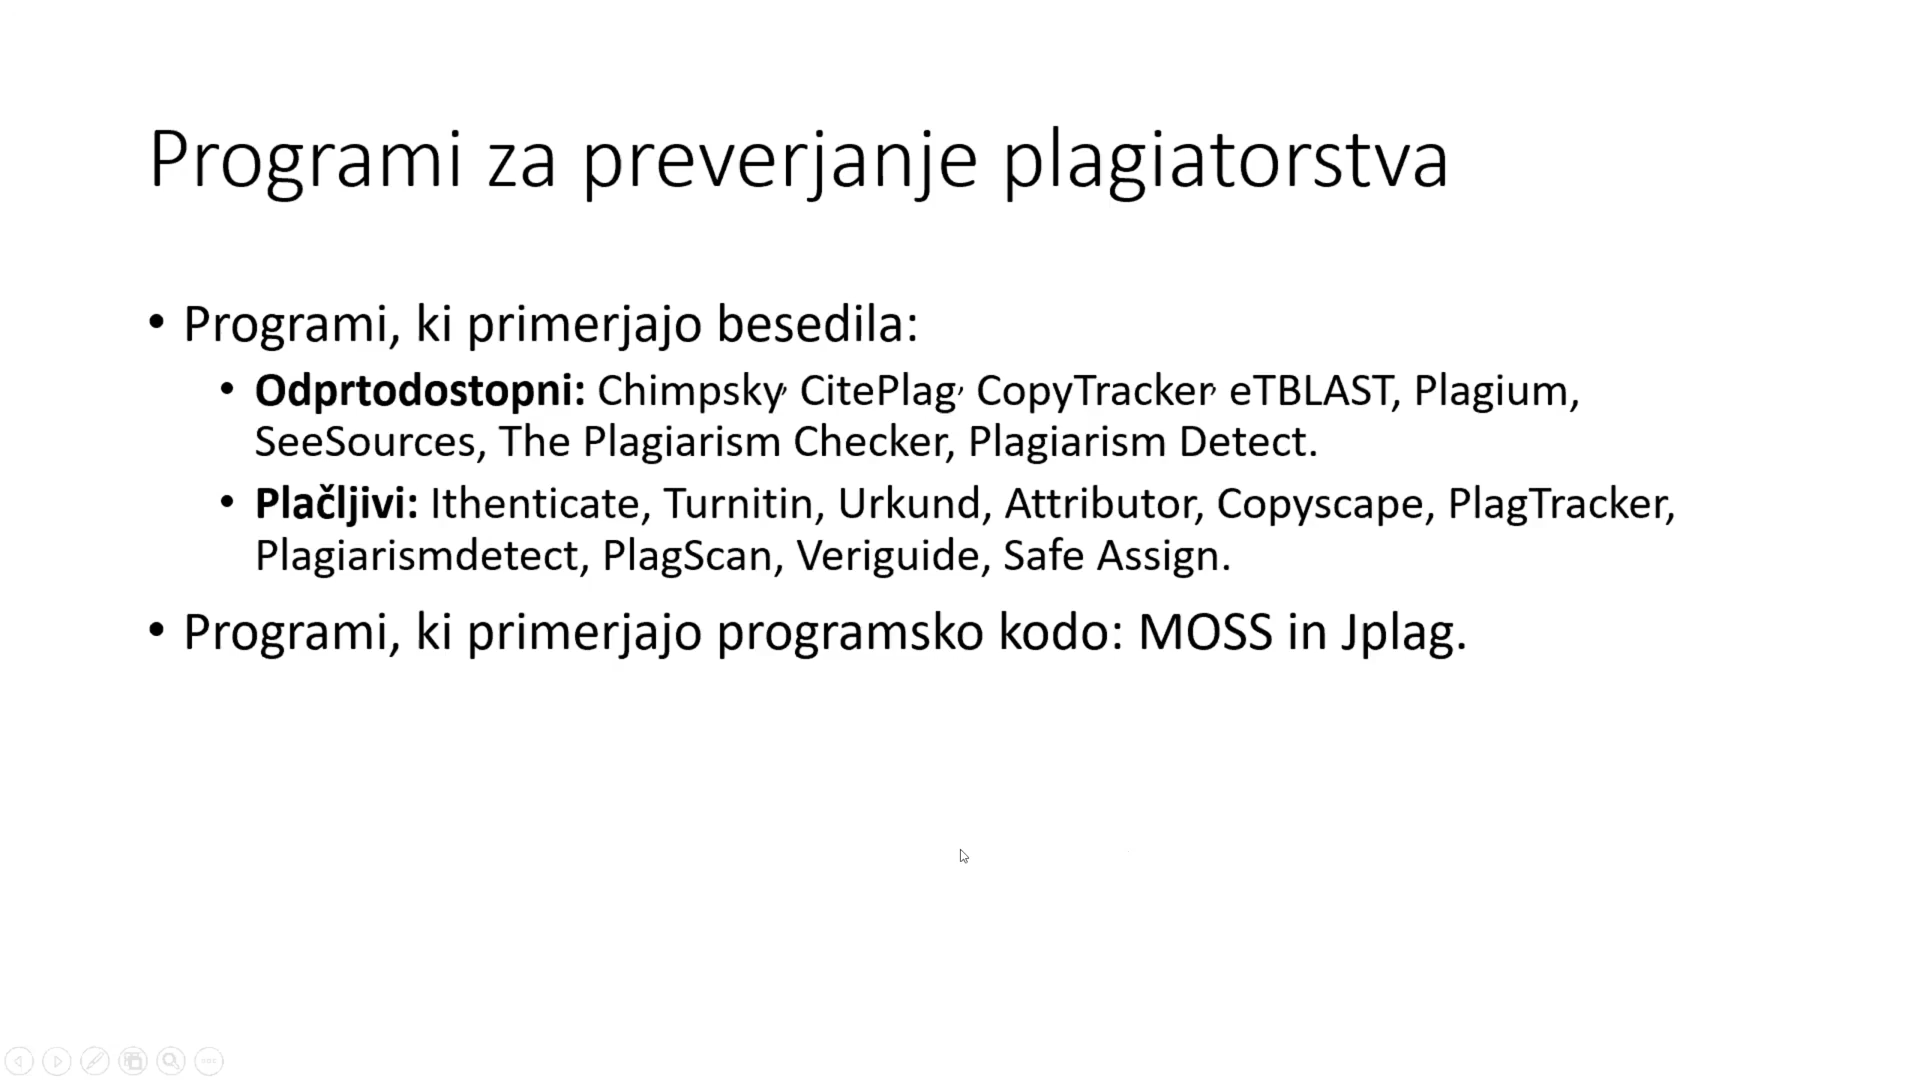 Programi za preverjanje plagiatorstva
• Programi, ki primerjajo besedila:
• Odprtodostopni: Chimpsky, CitePlag, CopyTracker, eTBLAST, Plagium,
SeeSources, The Plagiarism Checker, Plagiarism Detect.
• Plačljivi: Ithenticate, Turnitin, Urkund, Attributor, Copyscape, PlagTracker,
Plagiarismdetect, PlagScan, Veriguide, Safe Assign.
• Programi, ki primerjajo programsko kodo: MOSS in Jplag.